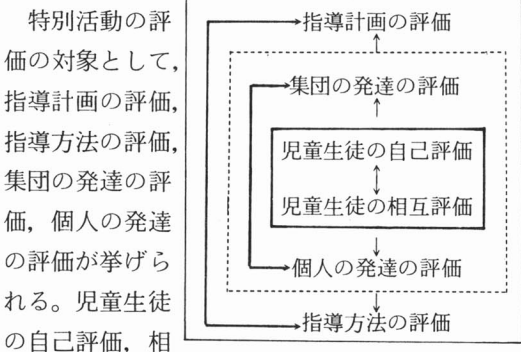 特別活動の評
価の対象として，
指導計画の評価，
指導方法の評価，
集団の発達の評
価，個人の発達
の評価が挙げら
れる。児童生徒
の自己評価，相
指導計画の評価
集団の発達の評価
児童生徒の自己評価
児童生徒の相互評価
個人の発達の評価
指導方法の評価